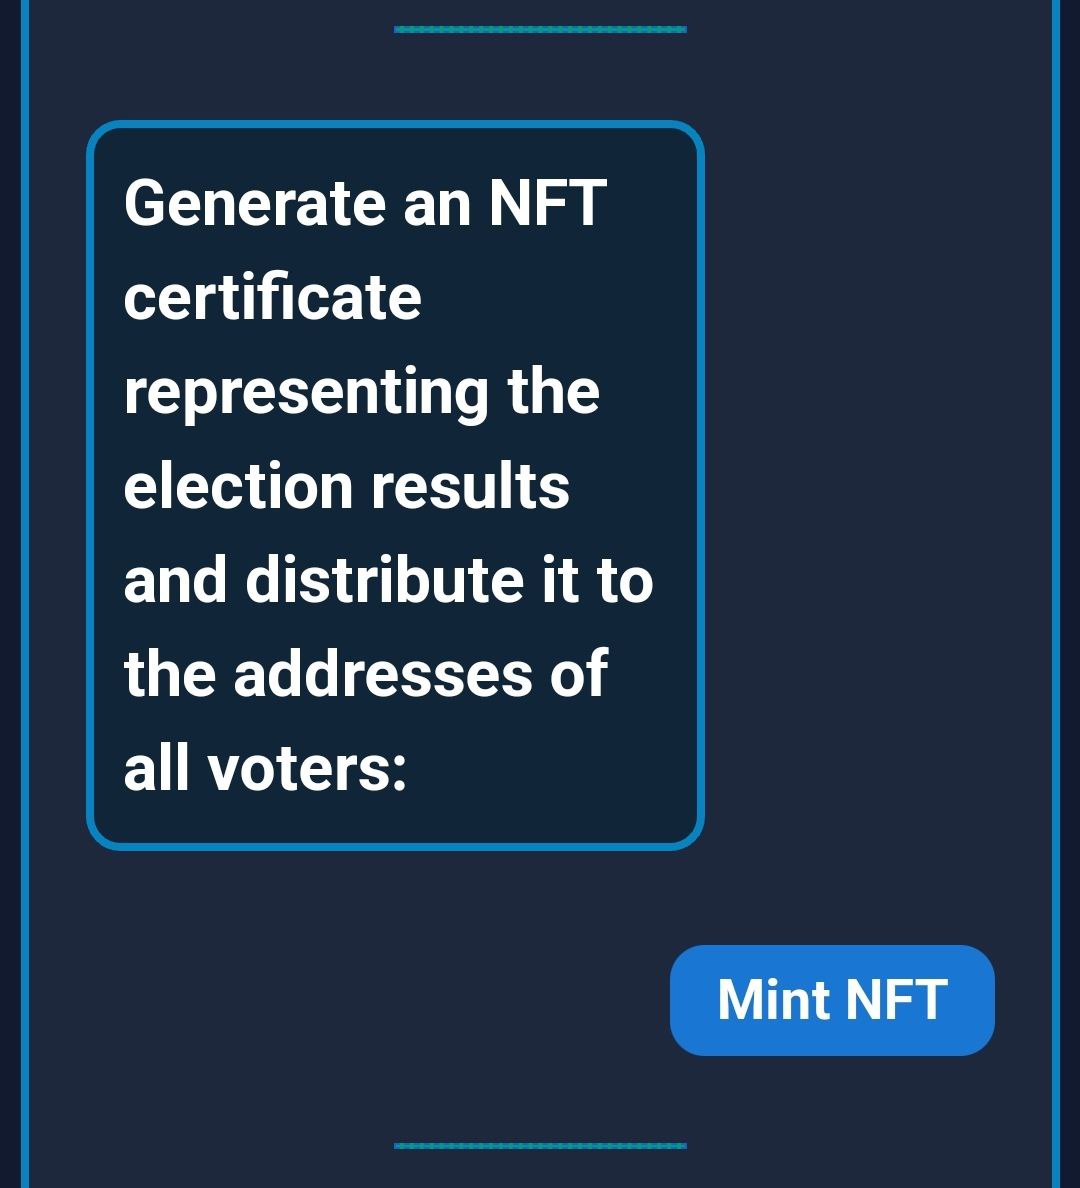 Generate an NFT
certificate
representing the
election results
and distribute it to
the addresses of
all voters:
Mint NFT